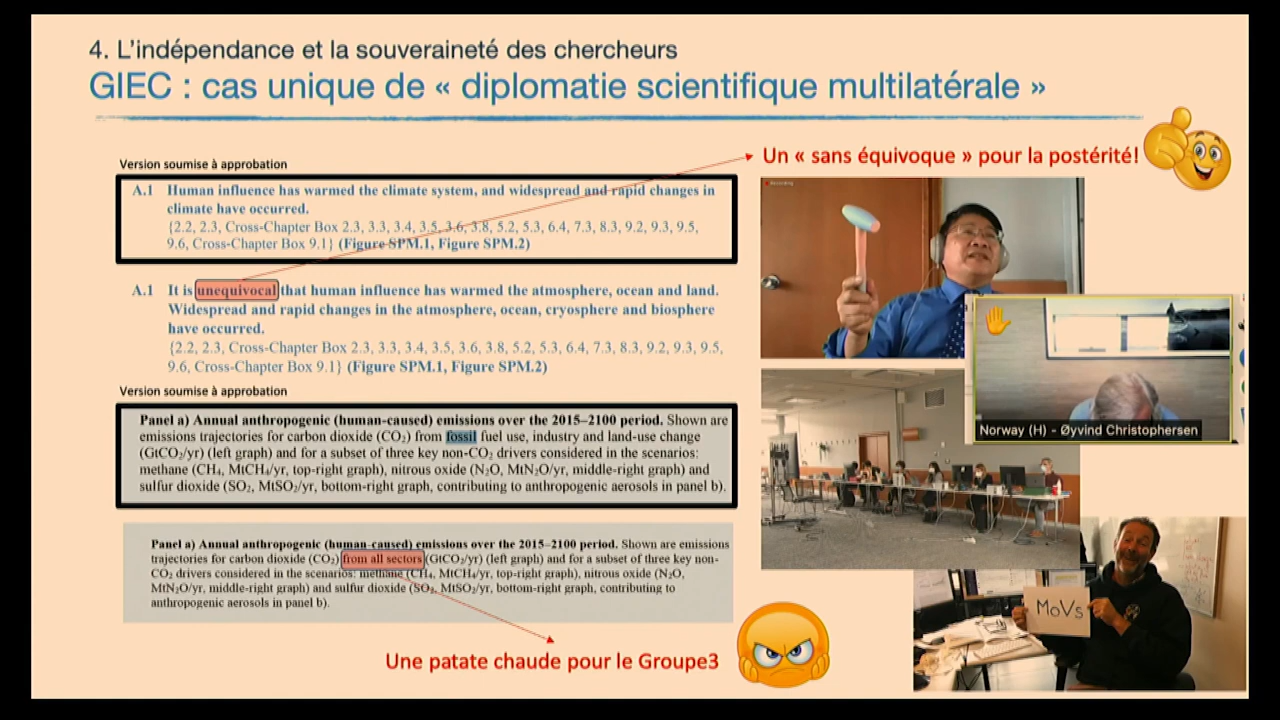 4. L’indépendance et la souveraineté des chercheurs
GIEC : cas unique de « diplomatie scientifique multilatérale »
Un « sans équivoque » pour la postérité!
Version soumise à approbation
A.1 Human influence has warmed the climate system, and widespread and rapid changes in
climate have occurred.
{2.2, 2.3, Cross-Chapter Box 2.3, 3.3, 3.4, 3.5, 3.6, 3.8, 5.2, 5.3, 6.4, 7.3, 8.3, 9.2, 9.3, 9.5,
9.6, Cross-Chapter Box 9.1} (Figure SPM.1, Figure SPM.2)
A.1 It is unequivocal that human influence has warmed the atmosphere, ocean and land.
Widespread and rapid changes in the atmosphere, ocean, cryosphere and biosphere
have occurred.
{2.2, 2.3, Cross-Chapter Box 2.3, 3.3, 3.4, 3.5, 3.6, 3.8, 5.2, 5.3, 6.4, 7.3, 8.3, 9.2, 9.3, 9.5,
9.6, Cross-Chapter Box 9.1} (Figure SPM.1, Figure SPM.2)
Version soumise à approbation
Panel a) Annual anthropogenic (human-caused) emissions over the 2015–2100 period. Shown are
emissions trajectories for carbon dioxide (CO₂) from fossil fuel use, industry and land-use change
(GtCO₂/yr) (left graph) and for a subset of three key non-CO₂ drivers considered in the scenarios:
methane (CH₄, MtCH₄/yr, top-right graph), nitrous oxide (N₂O, MtN₂O/yr, middle-right graph) and
sulfur dioxide (SO₂, MtSO₂/yr, bottom-right graph, contributing to anthropogenic aerosols in panel b).
Panel a) Annual anthropogenic (human-caused) emissions over the 2015–2100 period. Shown are emissions
trajectories for carbon dioxide (CO₂) from all sectors (GtCO₂/yr) (left graph) and for a subset of three key non-
CO₂ drivers considered in the scenarios: methane (CH₄, MtCH₄/yr, top-right graph), nitrous oxide (N₂O,
MtN₂O/yr, middle-right graph) and sulfur dioxide (SO₂, MtSO₂/yr, bottom-right graph, contributing to
anthropogenic aerosols in panel b).
Une patate chaude pour le Groupe3
Recording
Norway (H) - Øyvind Christophersen
MoVs